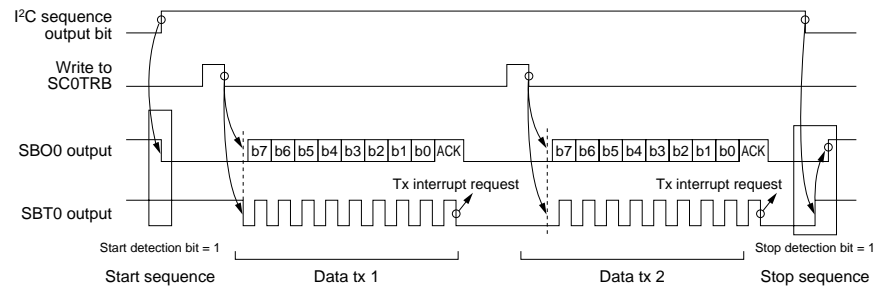 I²C sequence
output bit
Write to
SC0TRB
SBO0 output
b7 b6 b5 b4 b3 b2 b1 b0 ACK
b7 b6 b5 b4 b3 b2 b1 b0 ACK
Tx interrupt request
Tx interrupt request
SBT0 output
Start detection bit = 1
Stop detection bit = 1
Start sequence
Data tx 1
Data tx 2
Stop sequence